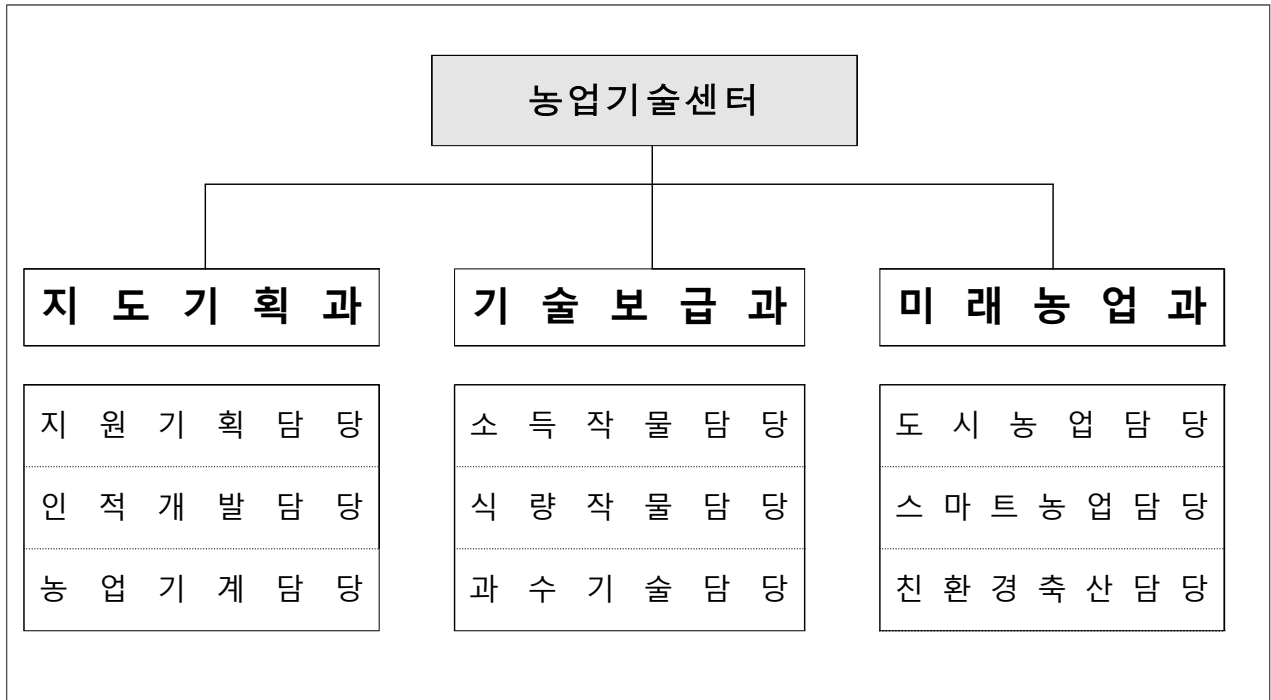 농업기술센터
지도기획과
기술보급과
미래농업과
지원기획담당
소득작물담당
도시농업담당
인적개발담당
식량작물담당
스마트농업담당
농업기계담당
과수기술담당
친환경축산담당